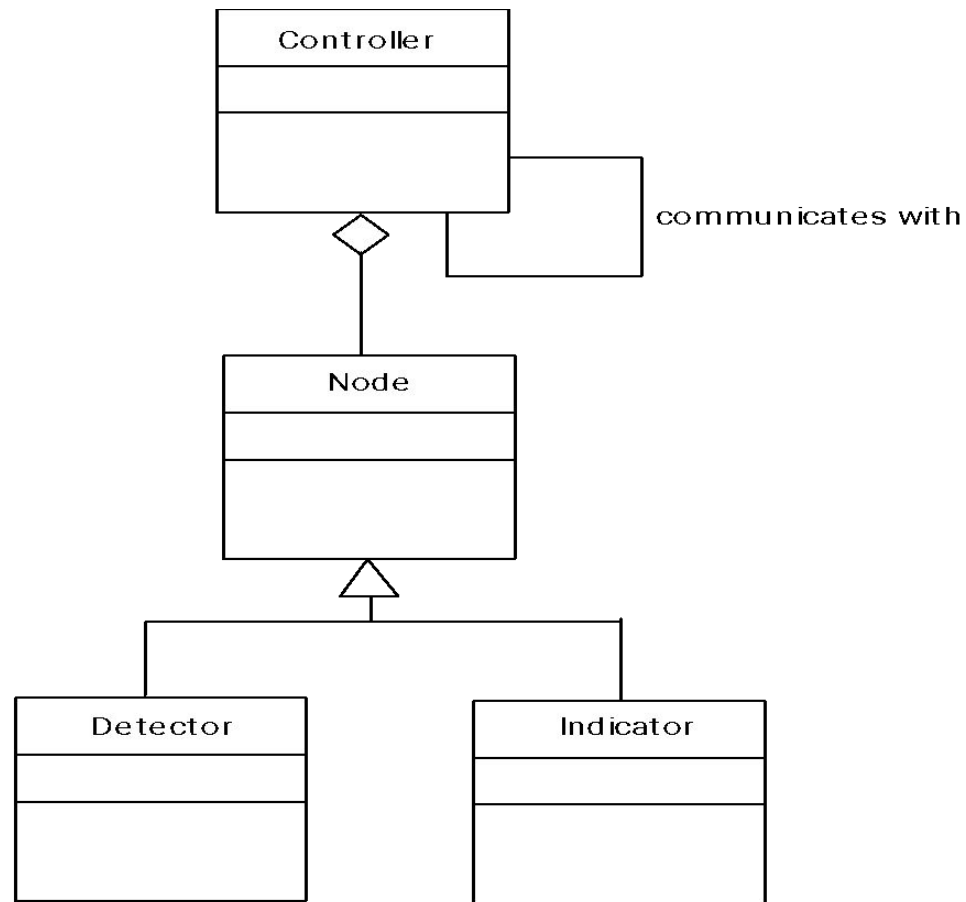 Controller
communicates with
Node
Detector
Indicator